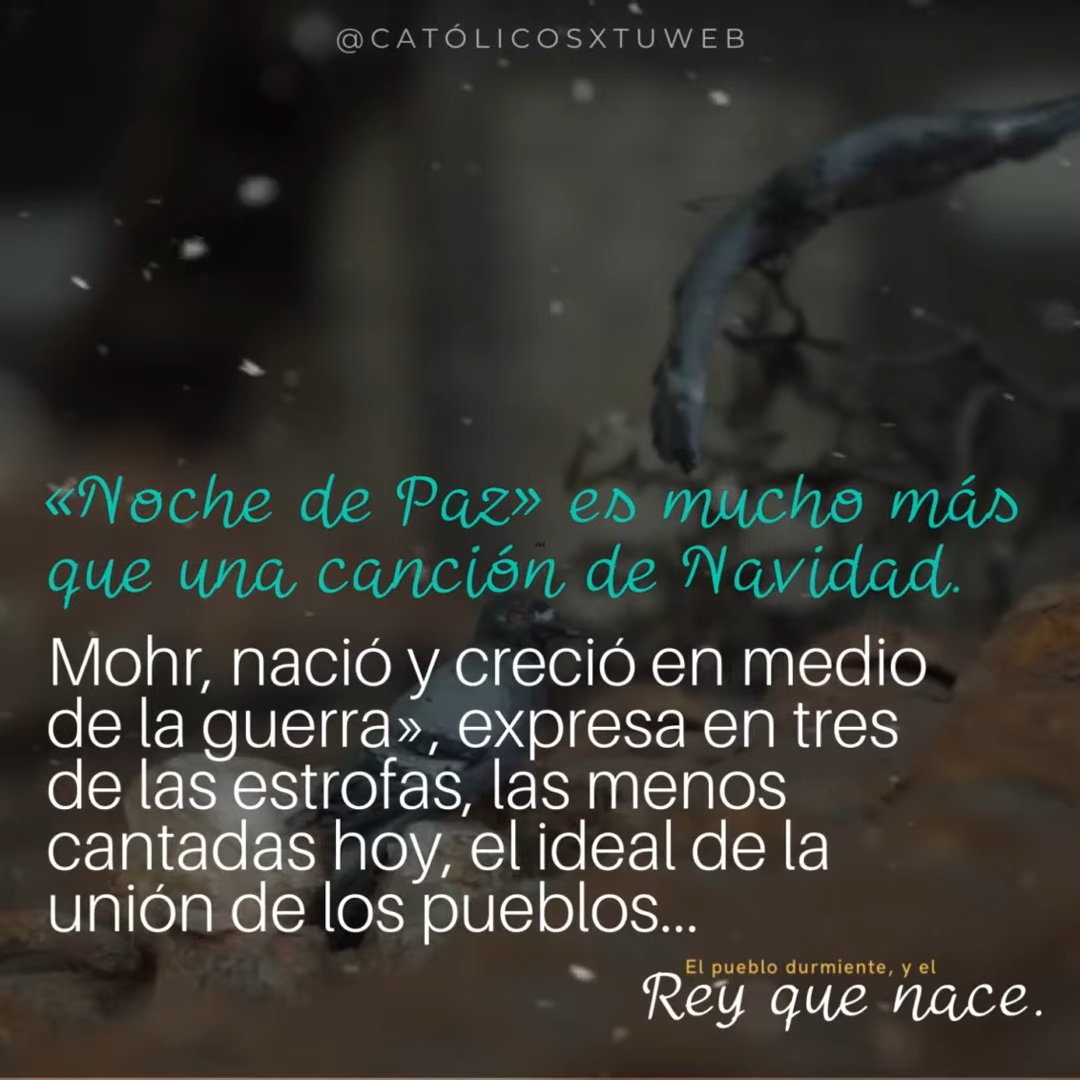 @CATÓLICOSXTUWEB
«Noche de Paz» es mucho más
que una canción de Navidad.
Mohr, nació y creció en medio
de la guerra», expresa en tres
de las estrofas, las menos
cantadas hoy, el ideal de la
unión de los pueblos...
El pueblo durmiente, y el
Rey que nace.